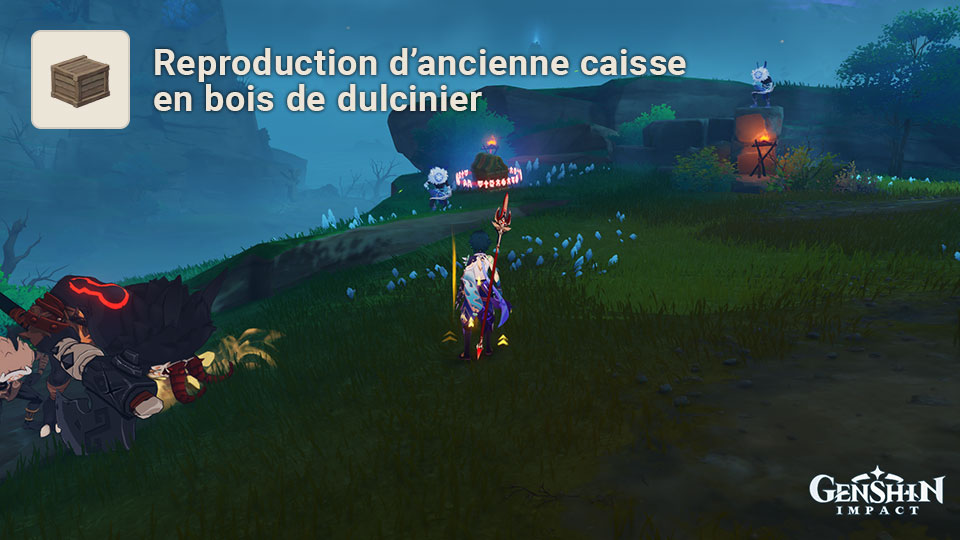 Reproduction d’ancienne caisse
en bois de dulcinier
GENSHIN
IMPACT